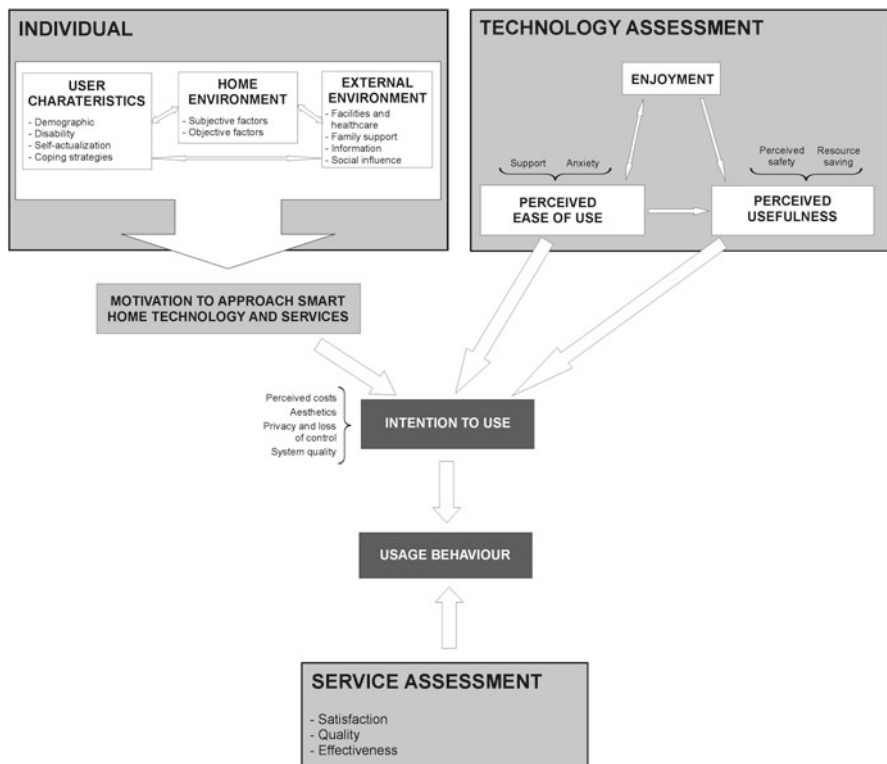 INDIVIDUAL
USER
CHARATERISTICS
- Demographic
- Disability
- Self-actualization
- Coping strategies
HOME
ENVIRONMENT
- Subjective factors
- Objective factors
EXTERNAL
ENVIRONMENT
- Facilities and
healthcare
- Family support
- Information
- Social influence
TECHNOLOGY ASSESSMENT
ENJOYMENT
Support Anxiety
PERCEIVED
EASE OF USE
Perceived
safety
Resource
saving
PERCEIVED
USEFULNESS
MOTIVATION TO APPROACH SMART
HOME TECHNOLOGY AND SERVICES
Perceived costs
Aesthetics
Privacy and loss
of control
System quality
INTENTION TO USE
USAGE BEHAVIOUR
SERVICE ASSESSMENT
- Satisfaction
- Quality
- Effectiveness